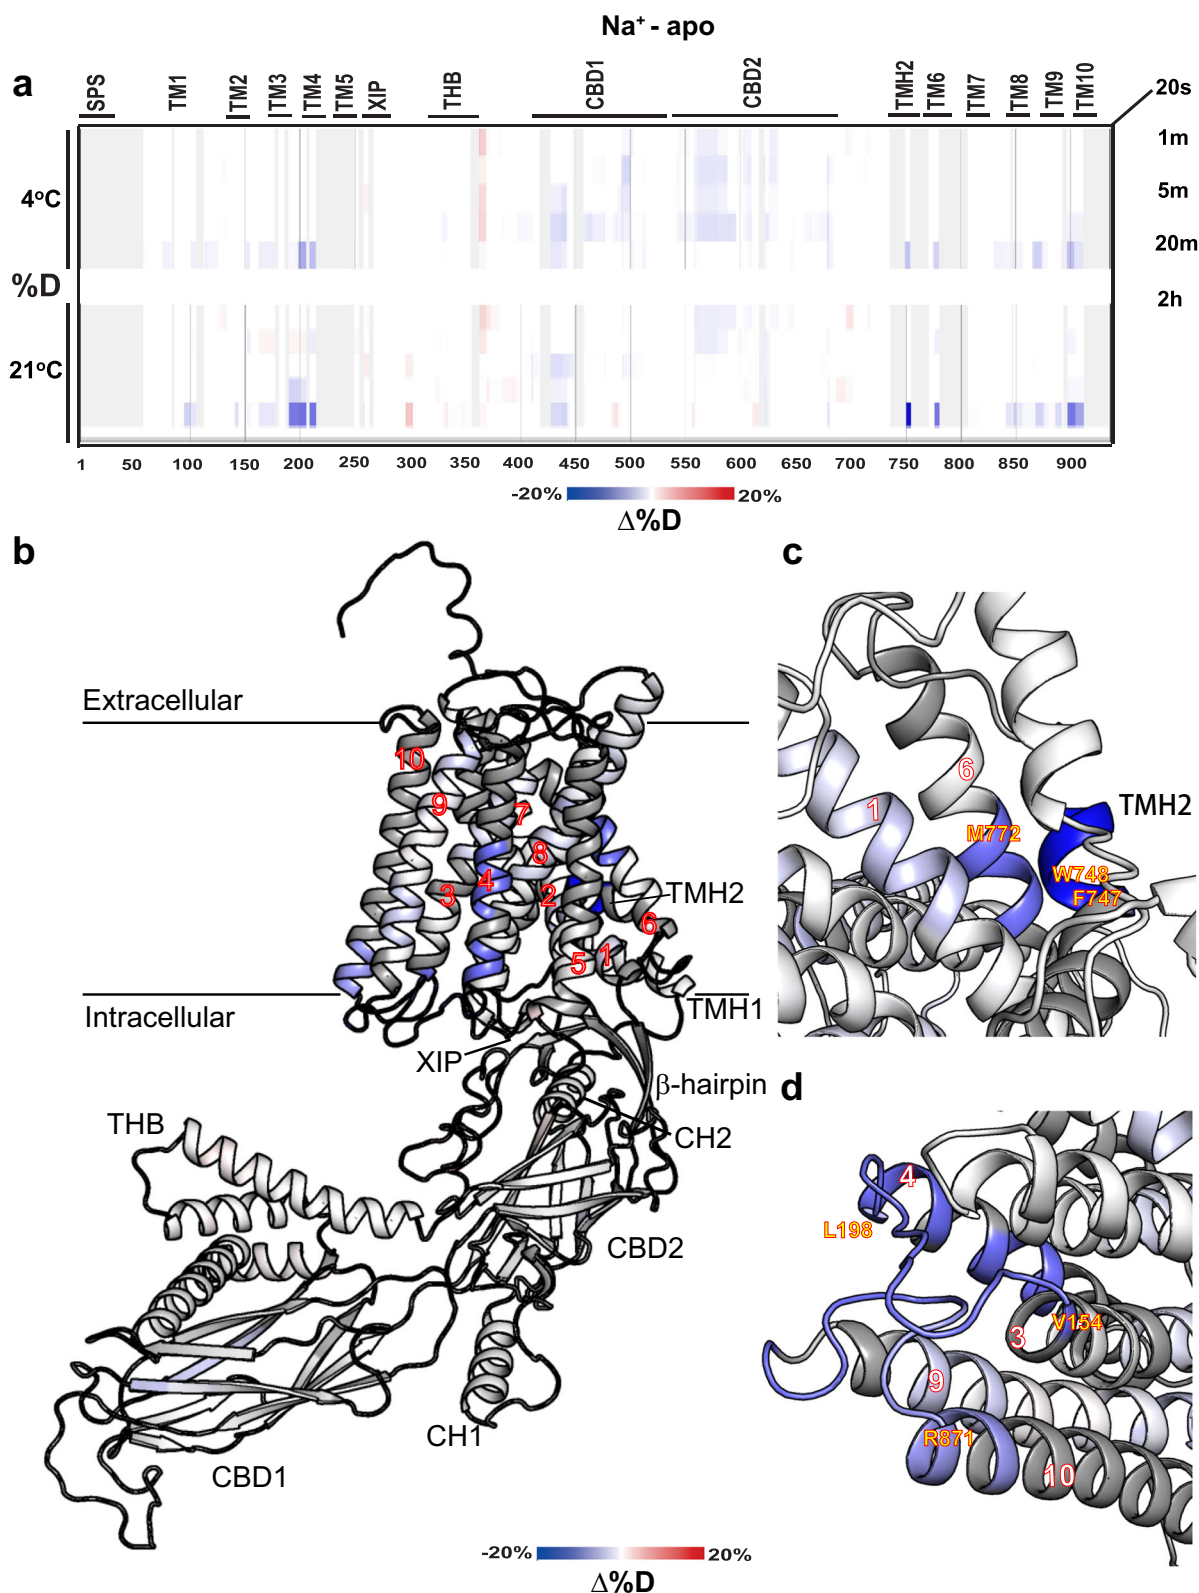 Na⁺ - apo
a
SPS TM1 TM2 TM3 TM4 TM5 XIP THB CBD1 CBD2 TMH2 TM6 TM7 TM8 TM9 TM10
20s
1m
4°C
5m
20m
%D
2h
21°C
1 50 100 150 200 250 300 350 400 450 500 550 600 650 700 750 800 850 900
-20% 20%
Δ%D
b
Extracellular
10
9
7
8
3 4 2
TMH2
6
5 1
TMH1
Intracellular
XIP
β-hairpin
THB
CH2
CBD2
CH1
CBD1
-20% 20%
Δ%D
c
6
1
TMH2
M772
W748
F747
d
4
L198
V154
3
9
R871
10